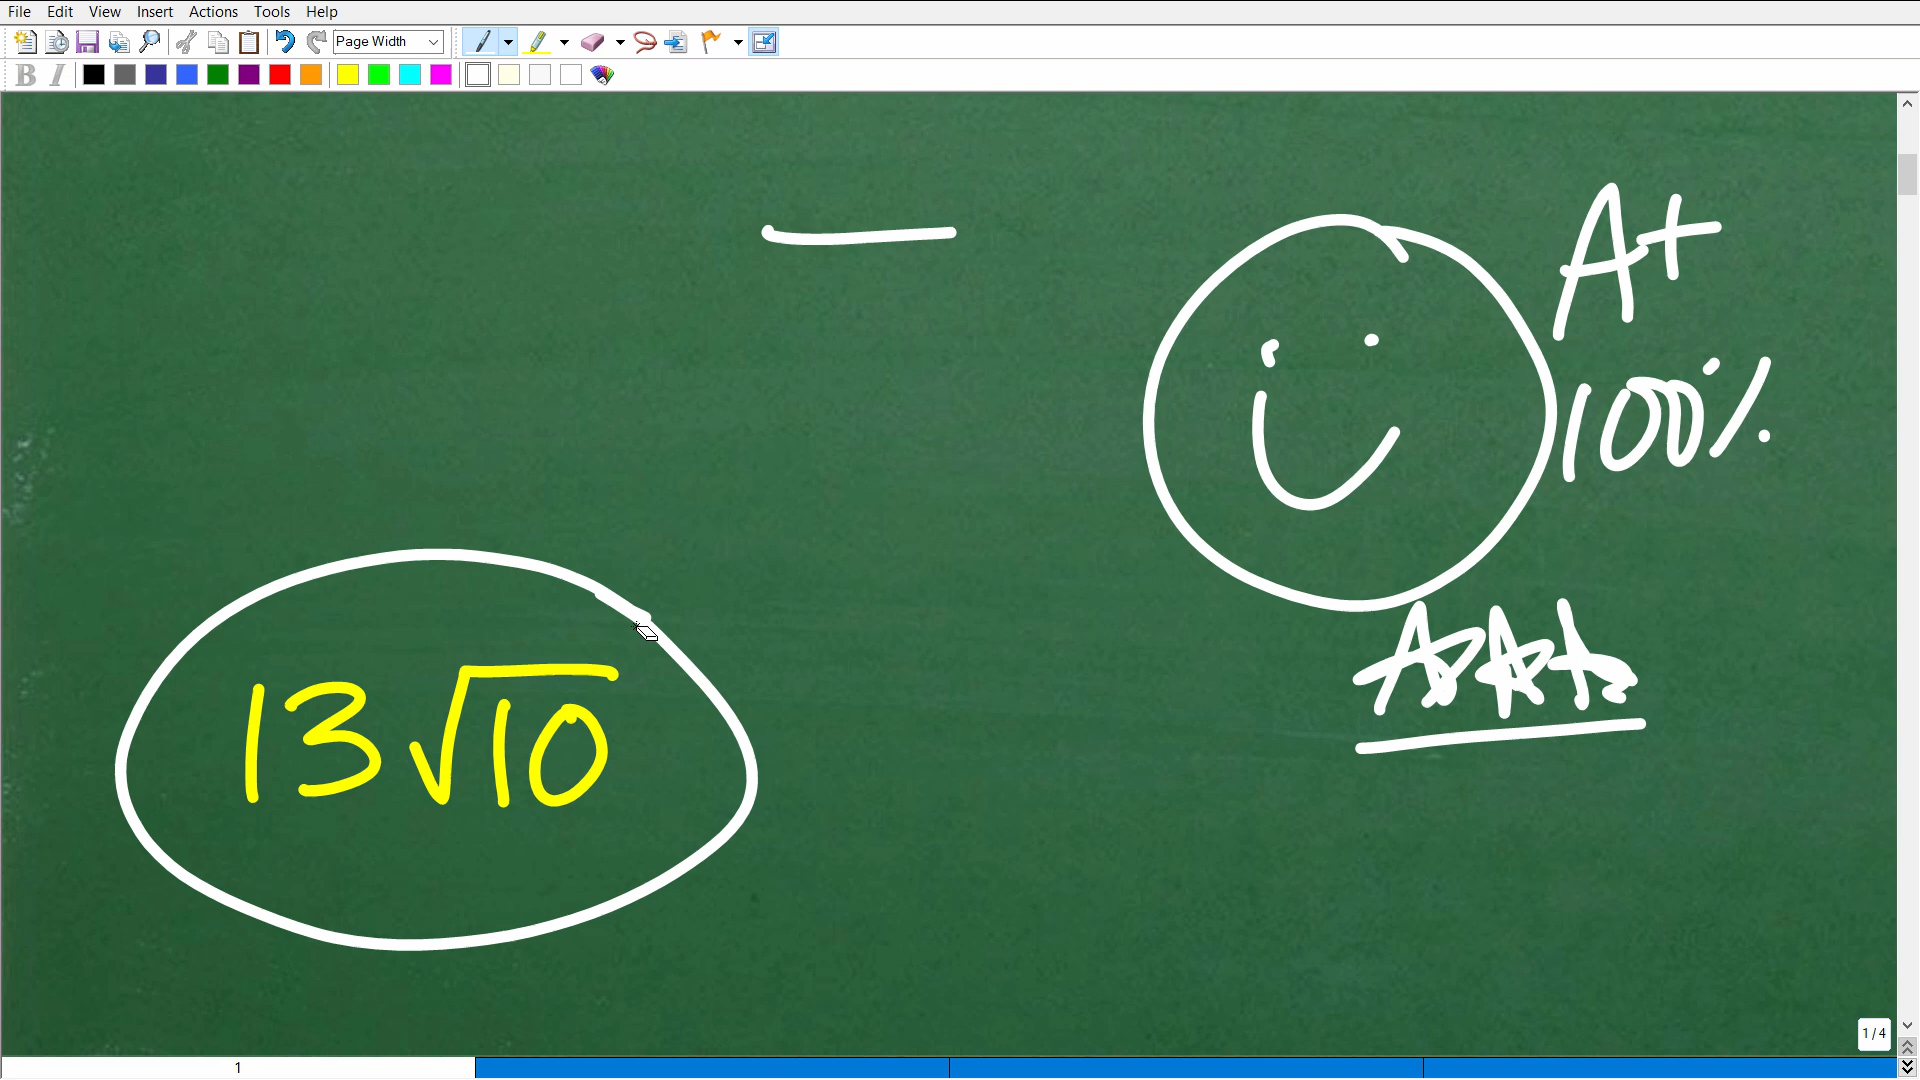 File Edit View Insert Actions Tools Help
Page Width
B I
A+
100%
13√10
1 / 4
1